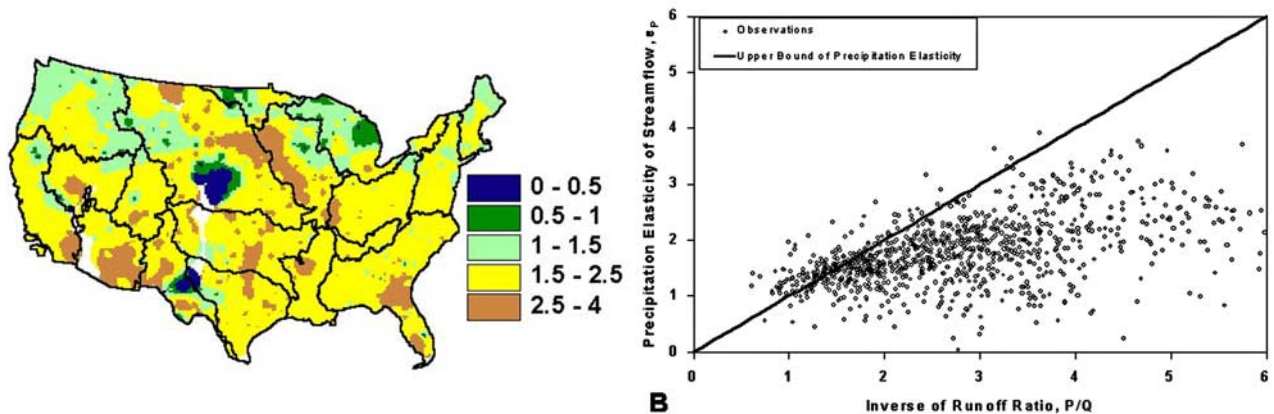 0 - 0.5
0.5 - 1
1 - 1.5
1.5 - 2.5
2.5 - 4
Precipitation Elasticity of Streamflow, eP
6
5
4
3
2
1
0
Observations
Upper Bound of Precipitation Elasticity
0 1 2 3 4 5 6
B
Inverse of Runoff Ratio, P/Q